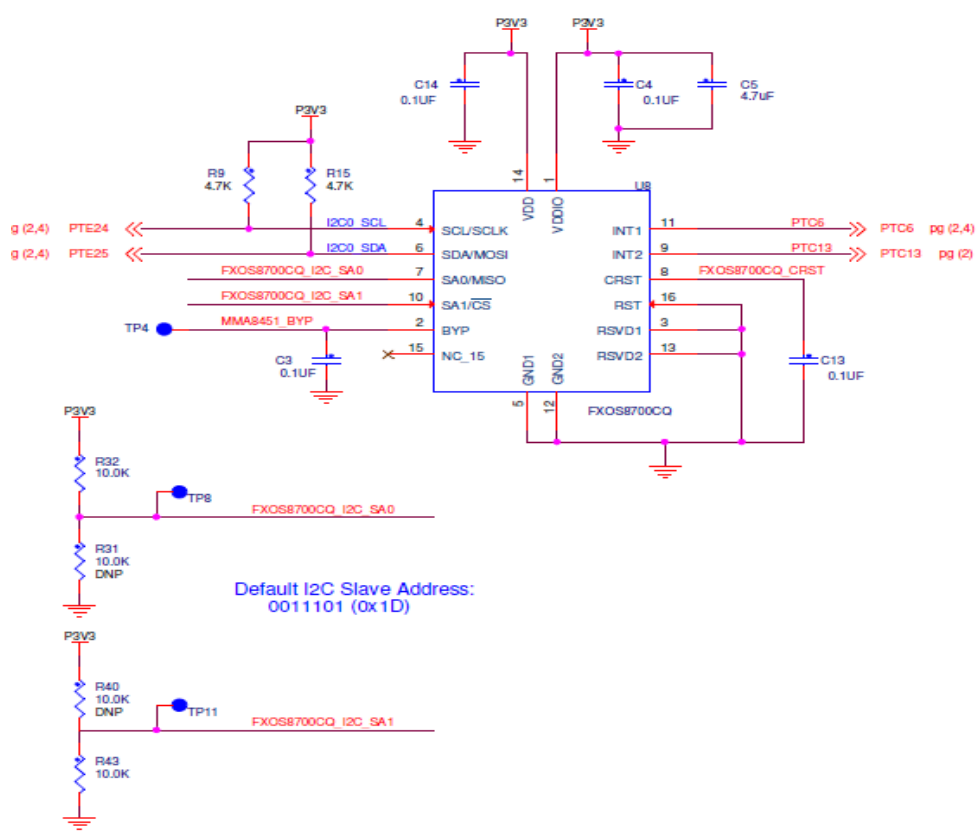 P3V3
P3V3
C14
0.1UF
C4
0.1UF
C5
4.7uF
P3V3
R9
4.7K
R15
4.7K
14
1
U8
VDD
VDDIO
g (2,4) PTE24
I2C0_SCL
4
SCL/SCLK
INT1
11
PTC6
PTC6 pg (2,4)
g (2,4) PTE25
I2C0_SDA
6
SDA/MOSI
INT2
9
PTC13
PTC13 pg (2)
FXOS8700CQ_I2C_SA0
7
SA0/MISO
CRST
8
FXOS8700CQ_CRST
FXOS8700CQ_I2C_SA1
10
SA1/CS
RST
16
TP4
MMA8451_BYP
2
BYP
RSVD1
3
15
NC_15
RSVD2
13
C3
0.1UF
C13
0.1UF
GND1
GND2
5
12
FXOS8700CQ
P3V3
R32
10.0K
TP8
FXOS8700CQ_I2C_SA0
R31
10.0K
DNP
Default I2C Slave Address:
0011101 (0x1D)
P3V3
R40
10.0K
DNP
TP11
FXOS8700CQ_I2C_SA1
R43
10.0K